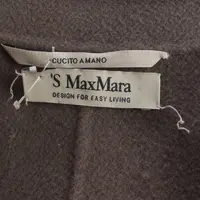 CUCITO A MANO
'S MaxMara
DESIGN FOR EASY LIVING